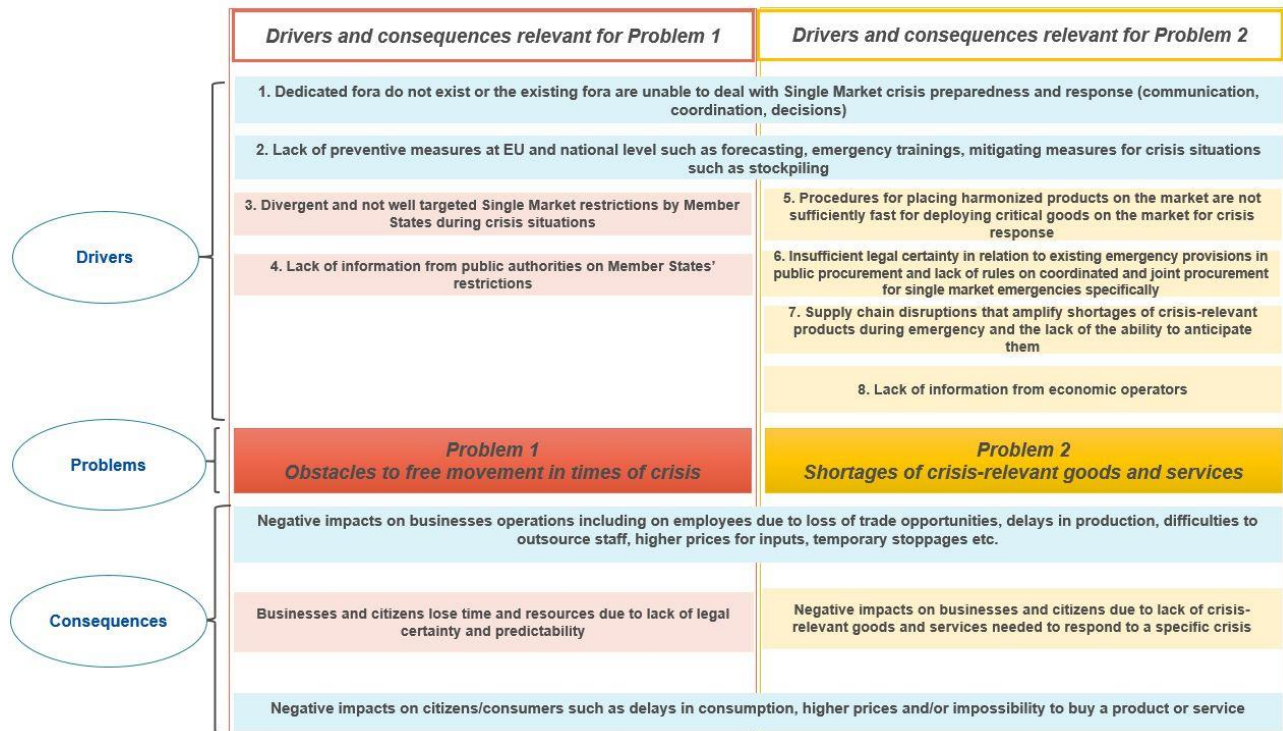 Drivers and consequences relevant for Problem 1
Drivers and consequences relevant for Problem 2
1. Dedicated fora do not exist or the existing fora are unable to deal with Single Market crisis preparedness and response (communication,
coordination, decisions)
2. Lack of preventive measures at EU and national level such as forecasting, emergency trainings, mitigating measures for crisis situations
such as stockpiling
Drivers
3. Divergent and not well targeted Single Market restrictions by Member
States during crisis situations
4. Lack of information from public authorities on Member States’
restrictions
5. Procedures for placing harmonized products on the market are not
sufficiently fast for deploying critical goods on the market for crisis
response
6. Insufficient legal certainty in relation to existing emergency provisions in
public procurement and lack of rules on coordinated and joint procurement
for single market emergencies specifically
7. Supply chain disruptions that amplify shortages of crisis-relevant
products during emergency and the lack of the ability to anticipate
them
8. Lack of information from economic operators
Problems
Problem 1
Obstacles to free movement in times of crisis
Problem 2
Shortages of crisis-relevant goods and services
Negative impacts on businesses operations including on employees due to loss of trade opportunities, delays in production, difficulties to
outsource staff, higher prices for inputs, temporary stoppages etc.
Consequences
Businesses and citizens lose time and resources due to lack of legal
certainty and predictability
Negative impacts on businesses and citizens due to lack of crisis-
relevant goods and services needed to respond to a specific crisis
Negative impacts on citizens/consumers such as delays in consumption, higher prices and/or impossibility to buy a product or service